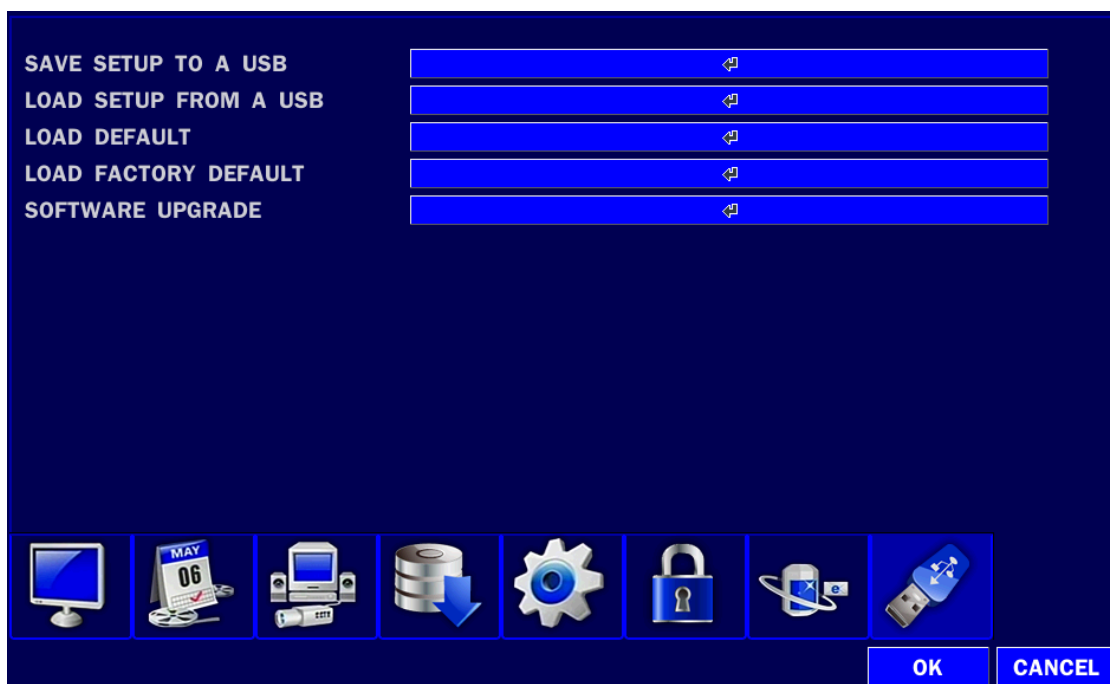 SAVE SETUP TO A USB
LOAD SETUP FROM A USB
LOAD DEFAULT
LOAD FACTORY DEFAULT
SOFTWARE UPGRADE
MAY
06
CCTV
e
OK
CANCEL